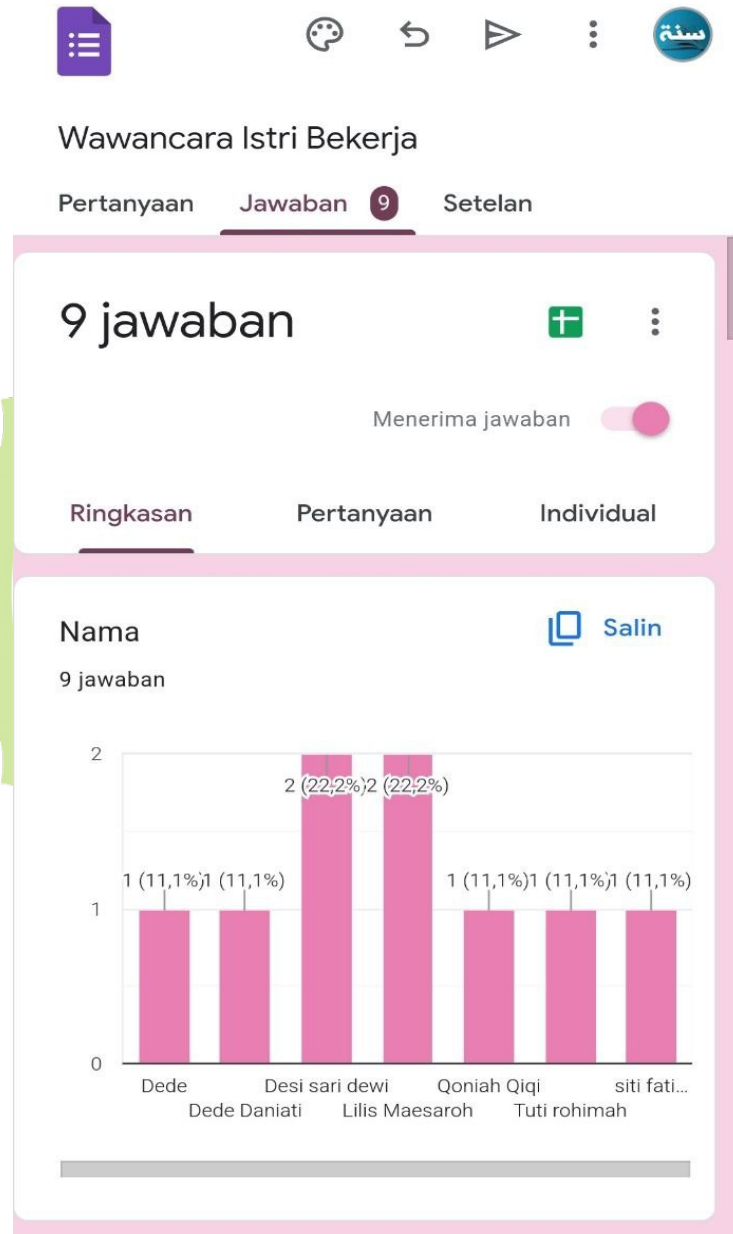 سنة
Wawancara Istri Bekerja
Pertanyaan Jawaban 9 Setelan
9 jawaban
Menerima jawaban
Ringkasan Pertanyaan Individual
Nama Salin
9 jawaban
2
2 (22,2%) 2 (22,2%)
1 (11,1%) 1 (11,1%) 1 (11,1%) 1 (11,1%) 1 (11,1%)
1
0
Dede Desi sari dewi Qoniah Qiqi siti fati...
Dede Daniati Lilis Maesaroh Tuti rohimah